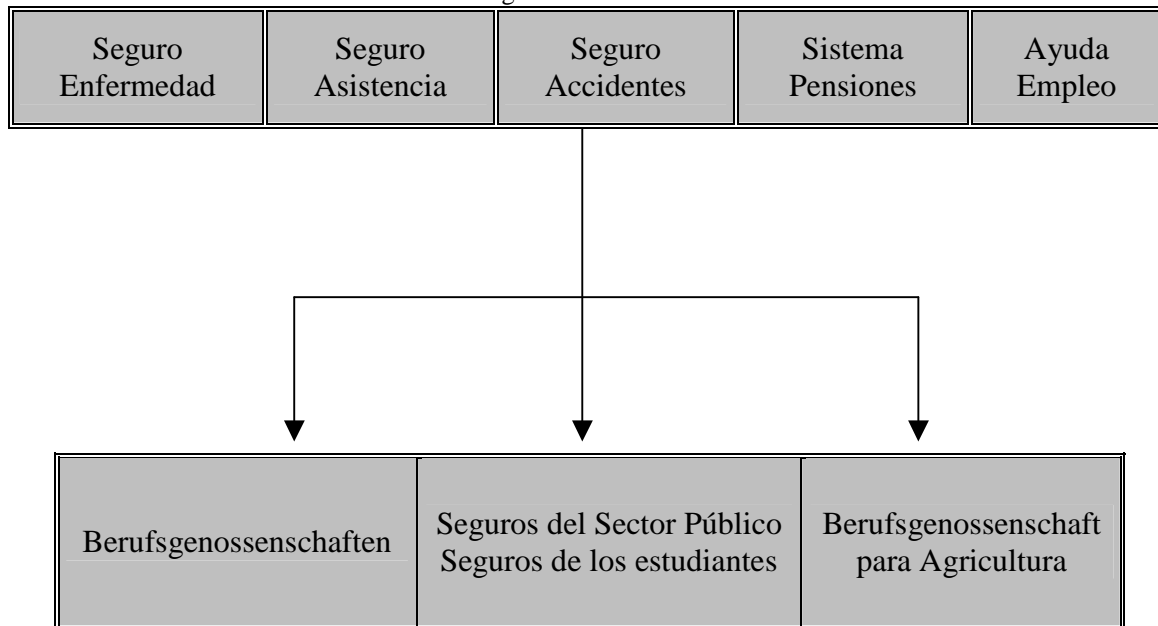 Seguro
Enfermedad
Seguro
Asistencia
Seguro
Accidentes
Sistema
Pensiones
Ayuda
Empleo
Berufsgenossenschaften
Seguros del Sector Público
Seguros de los estudiantes
Berufsgenossenschaft
para Agricultura